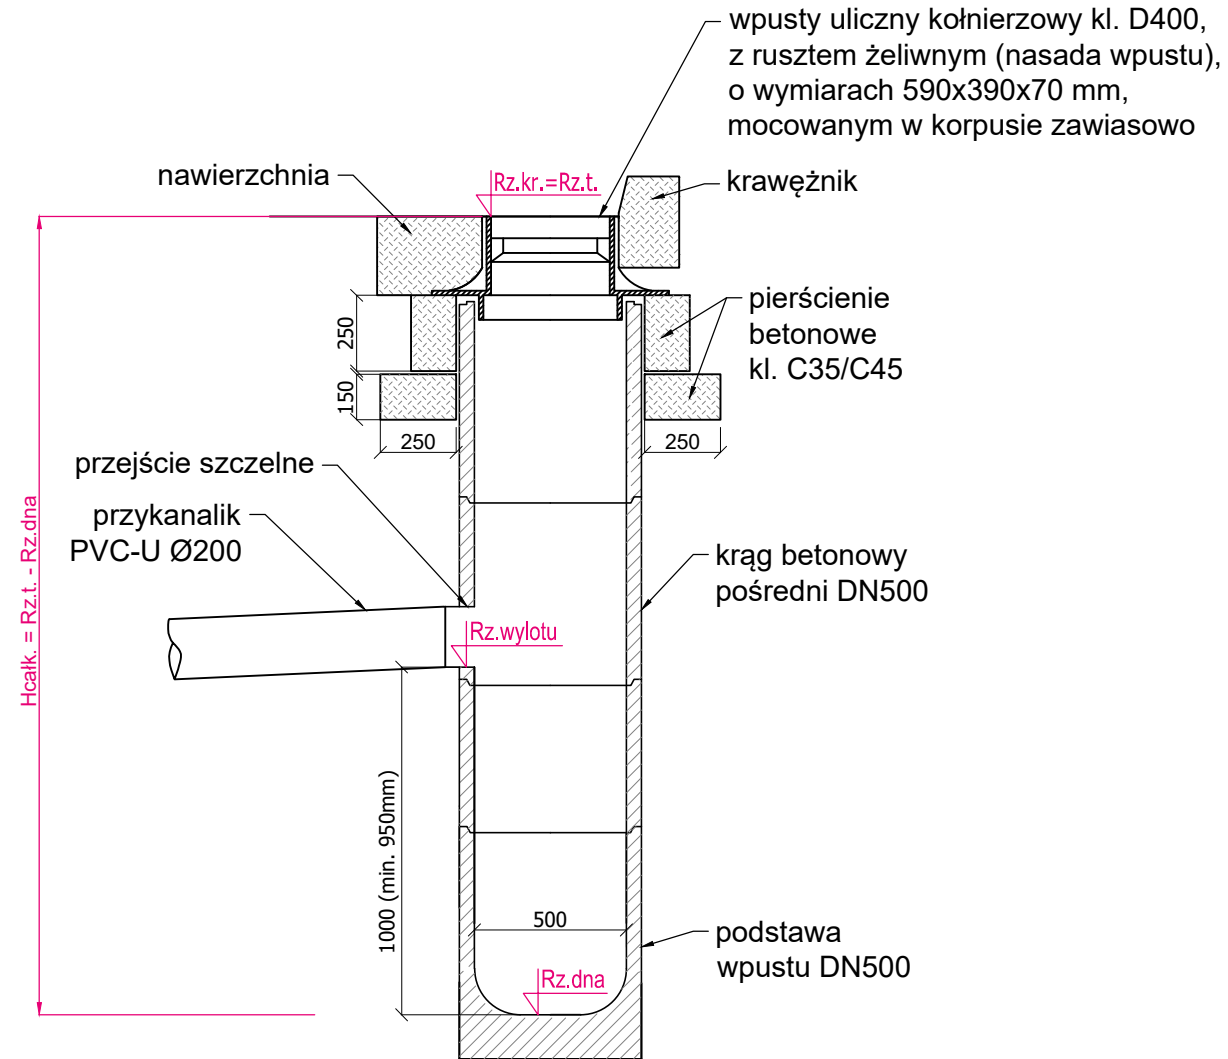 wpusty uliczny kołnierzowy kl. D400,
z rusztem żeliwnym (nasada wpustu),
o wymiarach 590x390x70 mm,
mocowanym w korpusie zawiasowo
nawierzchnia
Rz.kr.=Rz.t.
krawężnik
pierścienie
betonowe
kl. C35/C45
250
150
250
250
przejście szczelne
przykanalik
PVC-U Ø200
Hcałk. = Rz.t. - Rz.dna
krąg betonowy
pośredni DN500
Rz.wylotu
1000 (min. 950mm)
500
podstawa
wpustu DN500
Rz.dna